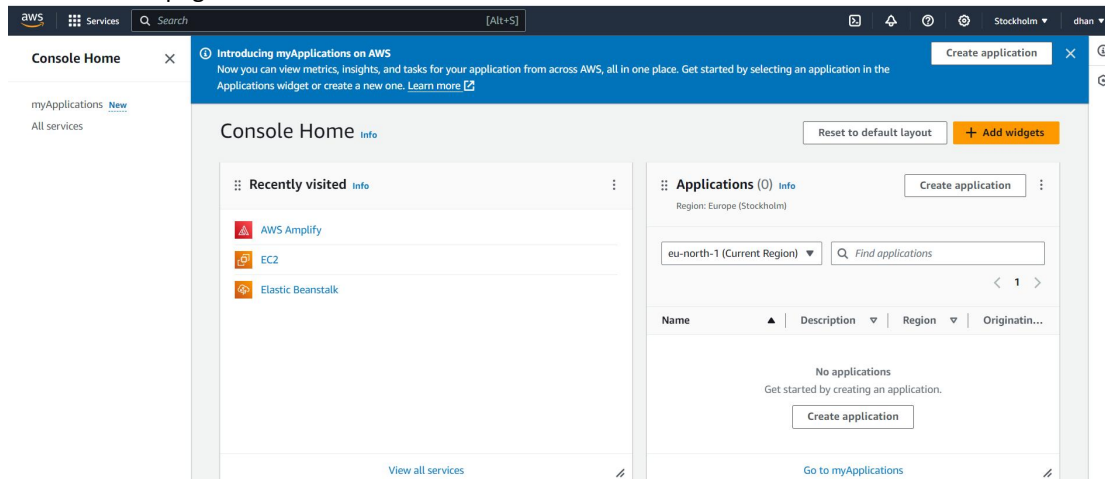 aws Services Search [Alt+S] Stockholm ▼ dhan ▼
Console Home
myApplications New
All services
Introducing myApplications on AWS
Now you can view metrics, insights, and tasks for your application from across AWS, all in one place. Get started by selecting an application in the
Applications widget or create a new one. Learn more
Create application
Console Home Info
Reset to default layout
+ Add widgets
Recently visited Info
AWS Amplify
EC2
Elastic Beanstalk
View all services
Applications (0) Info
Region: Europe (Stockholm)
Create application
eu-north-1 (Current Region) ▼ Find applications
< 1 >
Name ▲ Description ▽ Region ▽ Originatin...
No applications
Get started by creating an application.
Create application
Go to myApplications